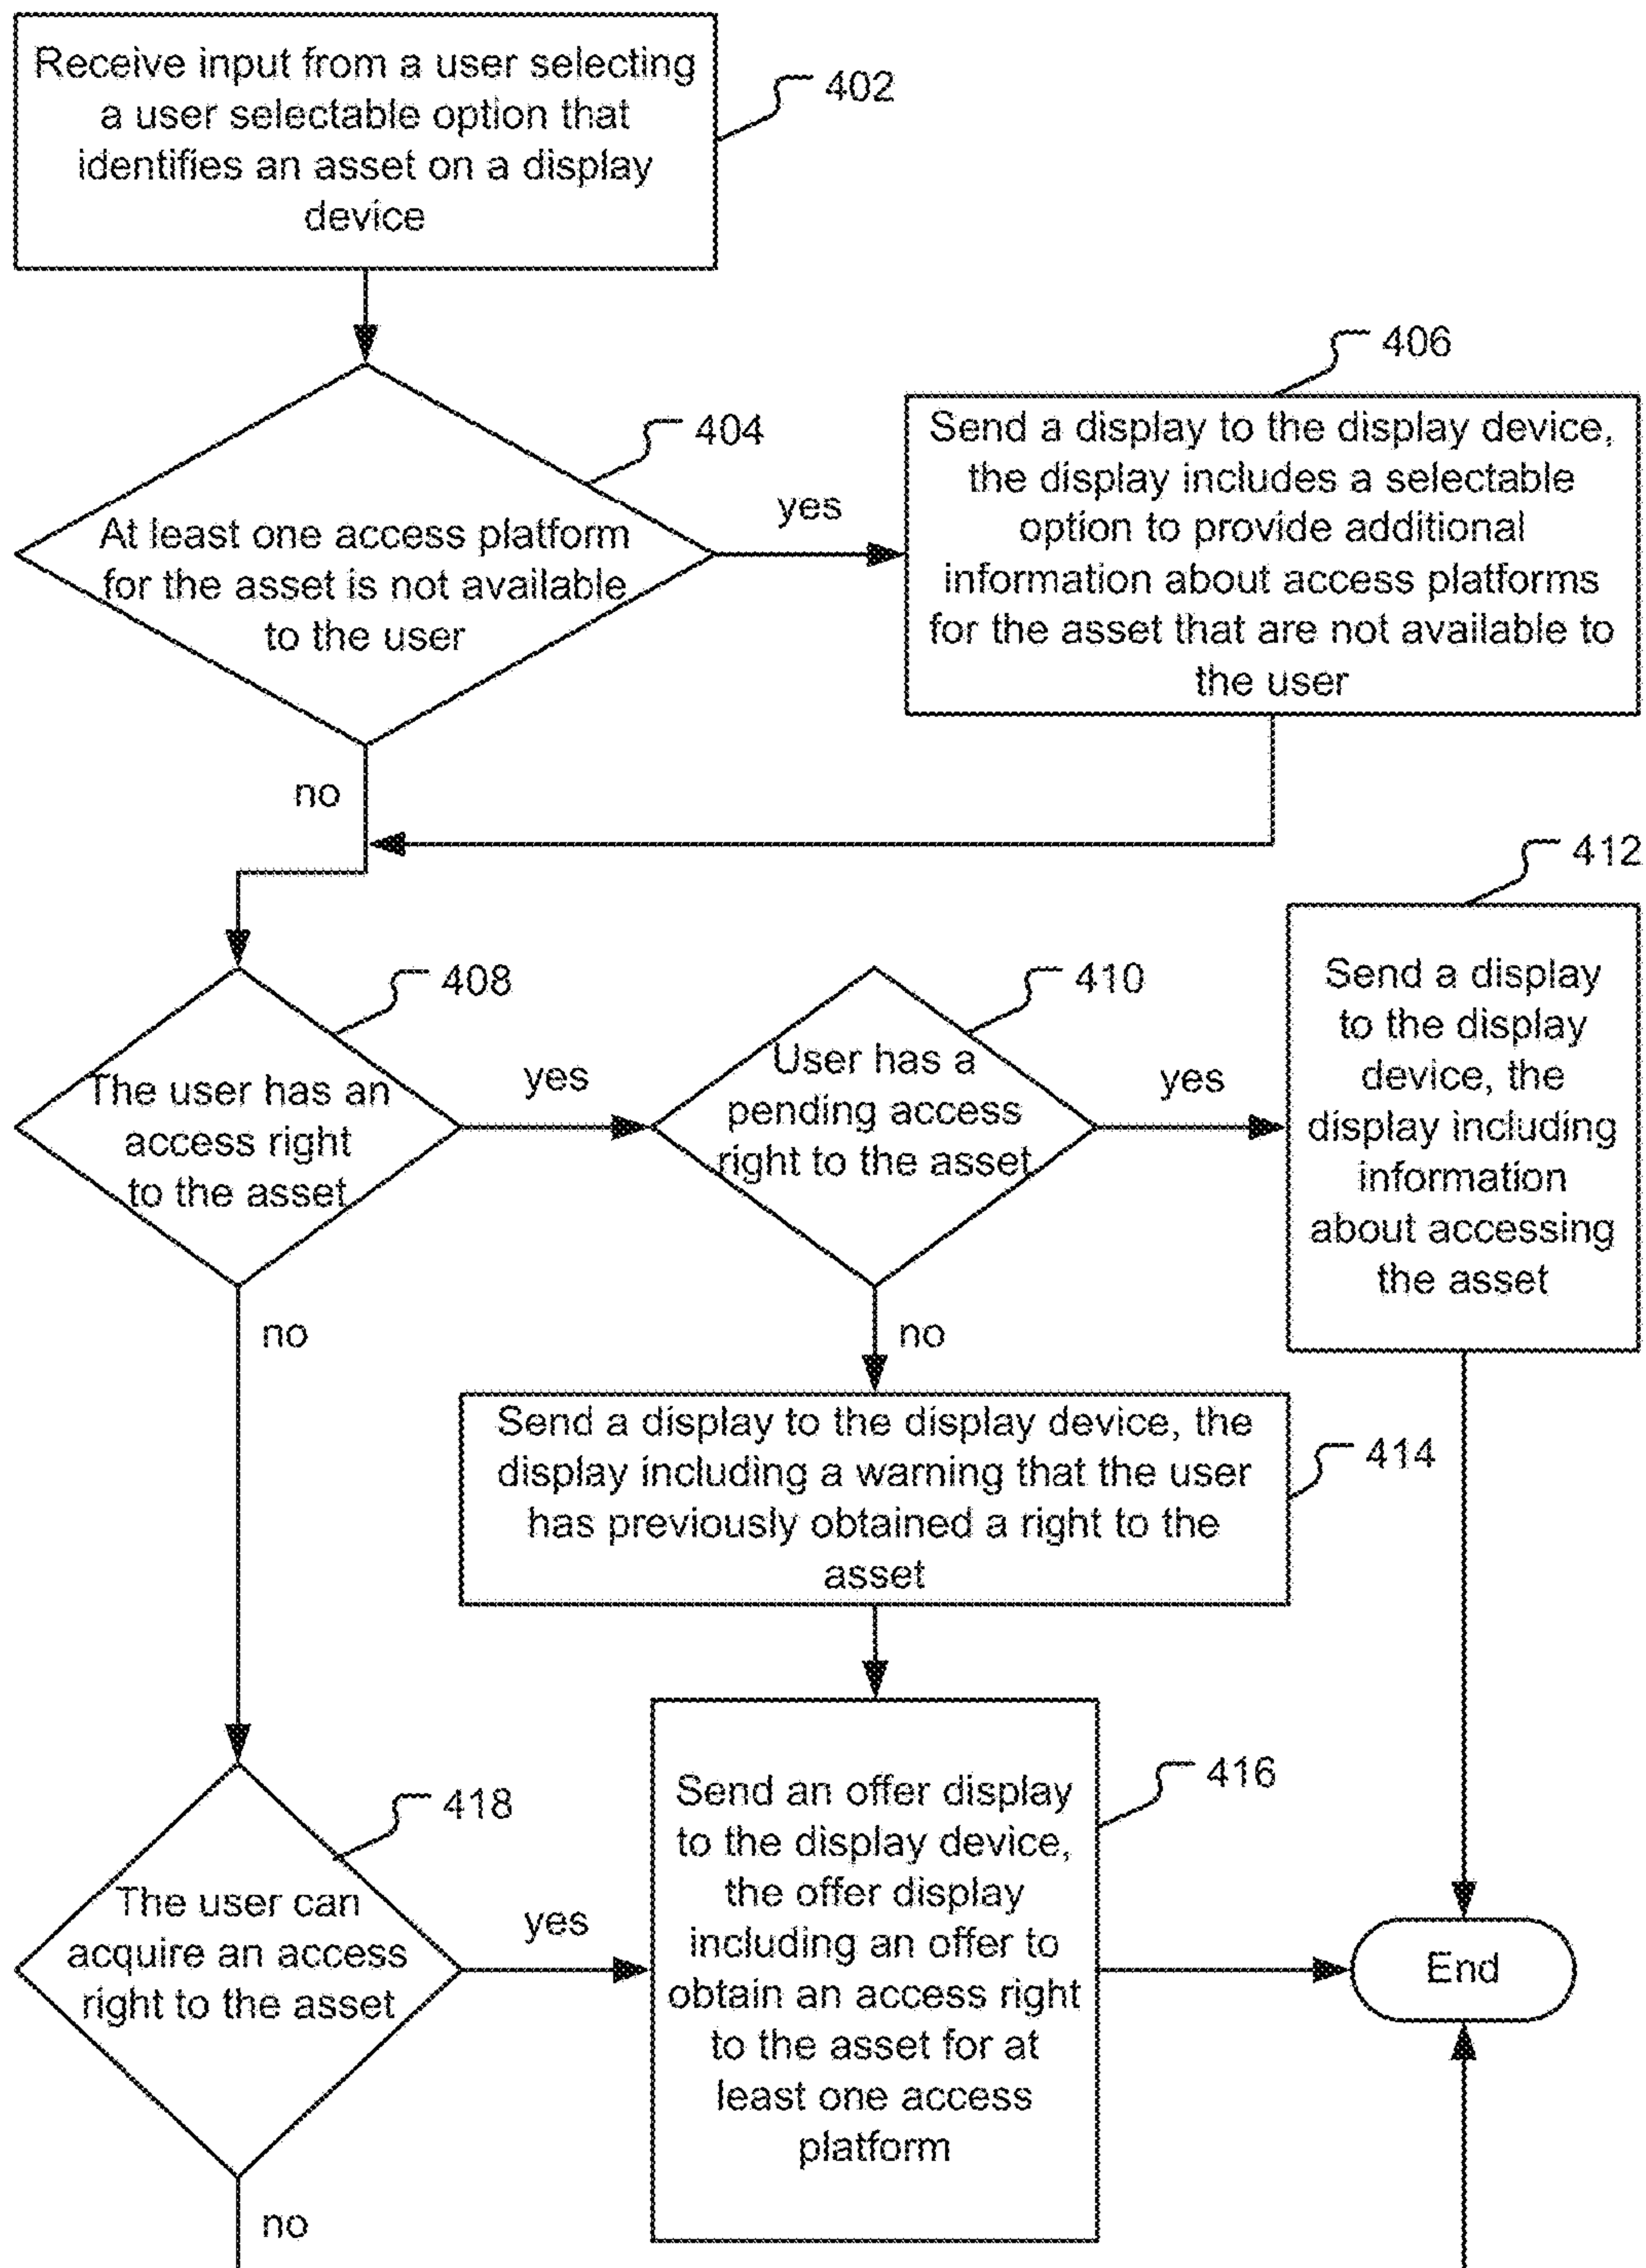 Receive input from a user selecting
a user selectable option that
identifies an asset on a display
device
402
404
At least one access platform
for the asset is not available
to the user
yes
no
406
Send a display to the display device,
the display includes a selectable
option to provide additional
information about access platforms
for the asset that are not available to
the user
408
The user has an
access right
to the asset
yes
no
410
User has a
pending access
right to the asset
yes
no
412
Send a display
to the display
device, the
display including
information
about accessing
the asset
Send a display to the display device, the
display including a warning that the user
has previously obtained a right to the
asset
414
418
The user can
acquire an access
right to the asset
yes
no
416
Send an offer display
to the display device,
the offer display
including an offer to
obtain an access right
to the asset for at
least one access
platform
End